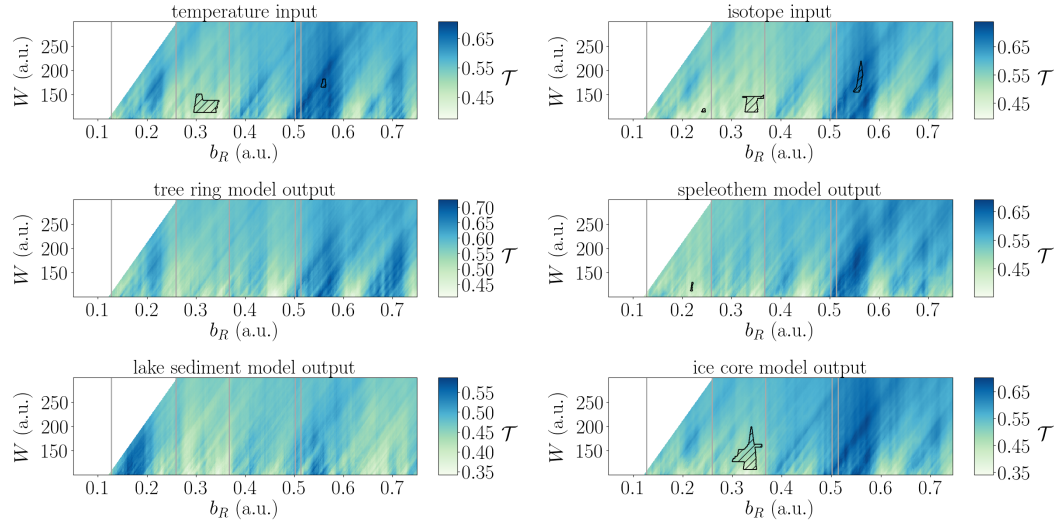 temperature input
isotope input
W (a.u.)
250
200
150
0.1 0.2 0.3 0.4 0.5 0.6 0.7
b_R (a.u.)
0.65
0.55
0.45
0.35
𝒯
W (a.u.)
250
200
150
0.1 0.2 0.3 0.4 0.5 0.6 0.7
b_R (a.u.)
0.70
0.60
0.50
0.40
𝒯
tree ring model output
speleothem model output
W (a.u.)
250
200
150
0.1 0.2 0.3 0.4 0.5 0.6 0.7
b_R (a.u.)
0.70
0.65
0.60
0.55
0.50
0.45
𝒯
W (a.u.)
250
200
150
0.1 0.2 0.3 0.4 0.5 0.6 0.7
b_R (a.u.)
0.65
0.55
0.45
0.35
𝒯
lake sediment model output
ice core model output
W (a.u.)
250
200
150
0.1 0.2 0.3 0.4 0.5 0.6 0.7
b_R (a.u.)
0.55
0.50
0.45
0.40
0.35
𝒯
W (a.u.)
250
200
150
0.1 0.2 0.3 0.4 0.5 0.6 0.7
b_R (a.u.)
0.65
0.55
0.45
0.35
𝒯